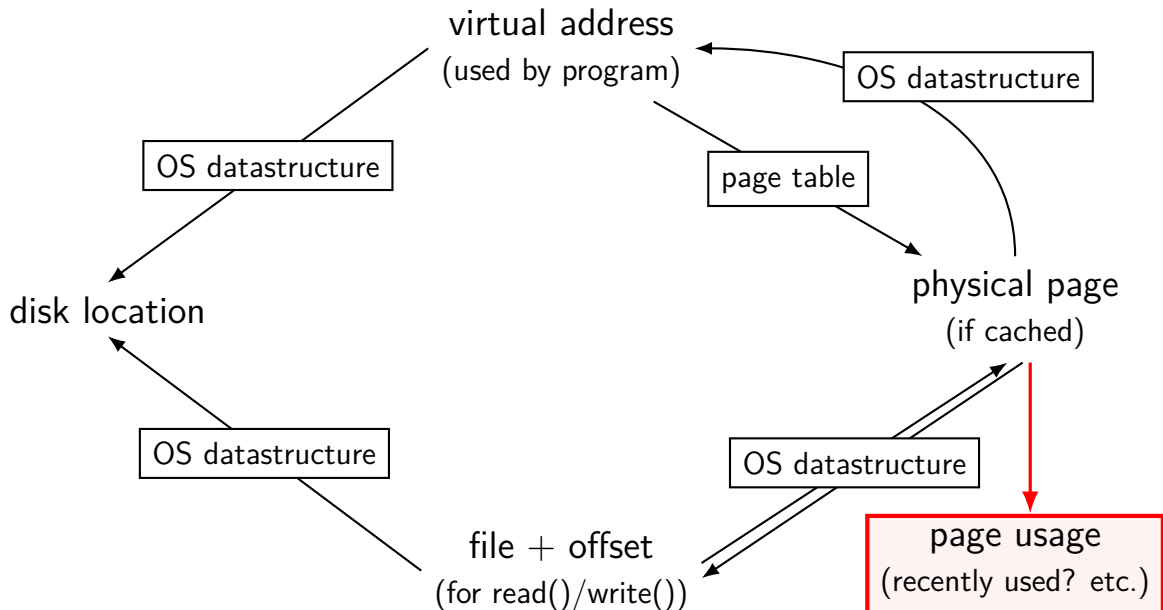 virtual address
(used by program)
OS datastructure
OS datastructure
page table
physical page
(if cached)
disk location
OS datastructure
OS datastructure
file + offset
(for read()/write())
page usage
(recently used? etc.)